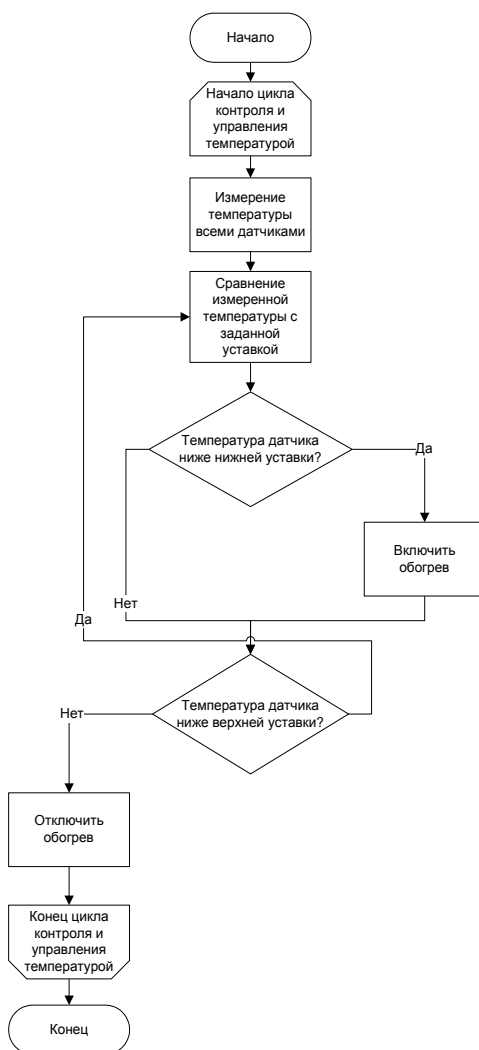 Начало
Начало цикла
контроля и
управления
температурой
Измерение
температуры
всеми датчиками
Сравнение
измеренной
температуры с
заданной
уставкой
Температура датчика
ниже нижней уставки?
Да
Включить
обогрев
Нет
Да
Температура датчика
ниже верхней уставки?
Нет
Отключить
обогрев
Конец цикла
контроля и
управления
температурой
Конец